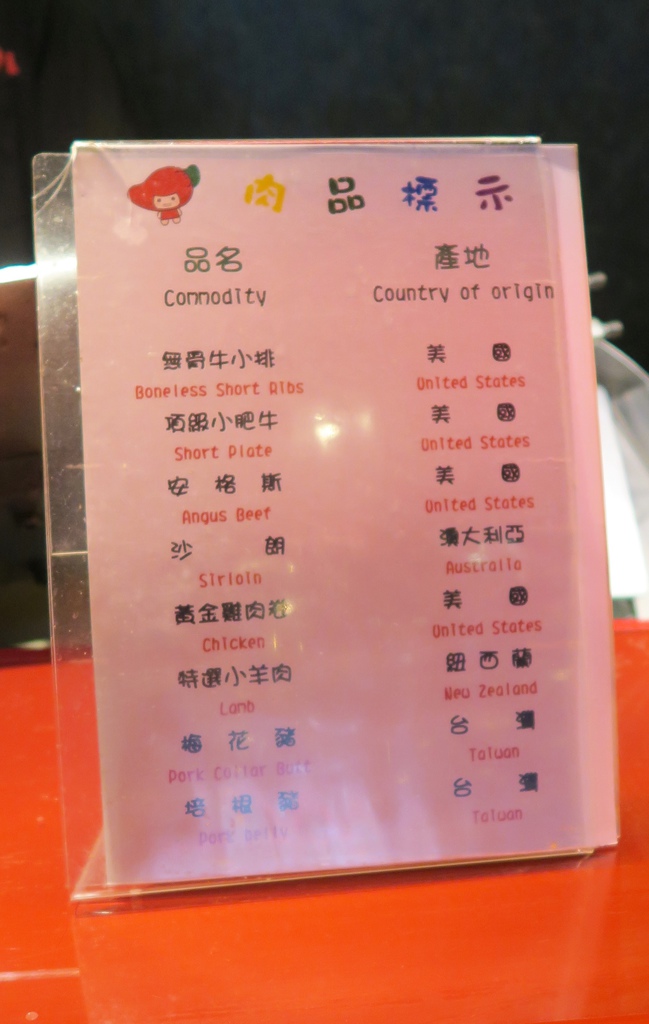 肉品標示
品名 產地
Commodity Country of origin
無骨牛小排 美國
Boneless Short Ribs United States
頂級小肥牛 美國
Short Plate United States
安格斯 美國
Angus Beef United States
沙朗 澳大利亞
Sirloin Australia
黃金雞肉卷 美國
Chicken United States
特選小羊肉 紐西蘭
Lamb New Zealand
梅花豬 台灣
Pork Collar Butt Taiwan
培根豬 台灣
Pork Belly Taiwan